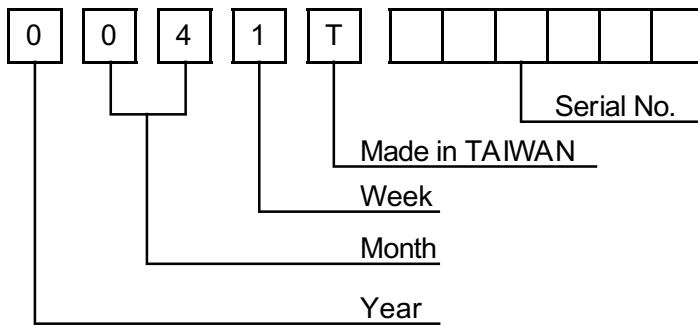 0 0 4 1 T
Serial No.
Made in TAIWAN
Week
Month
Year